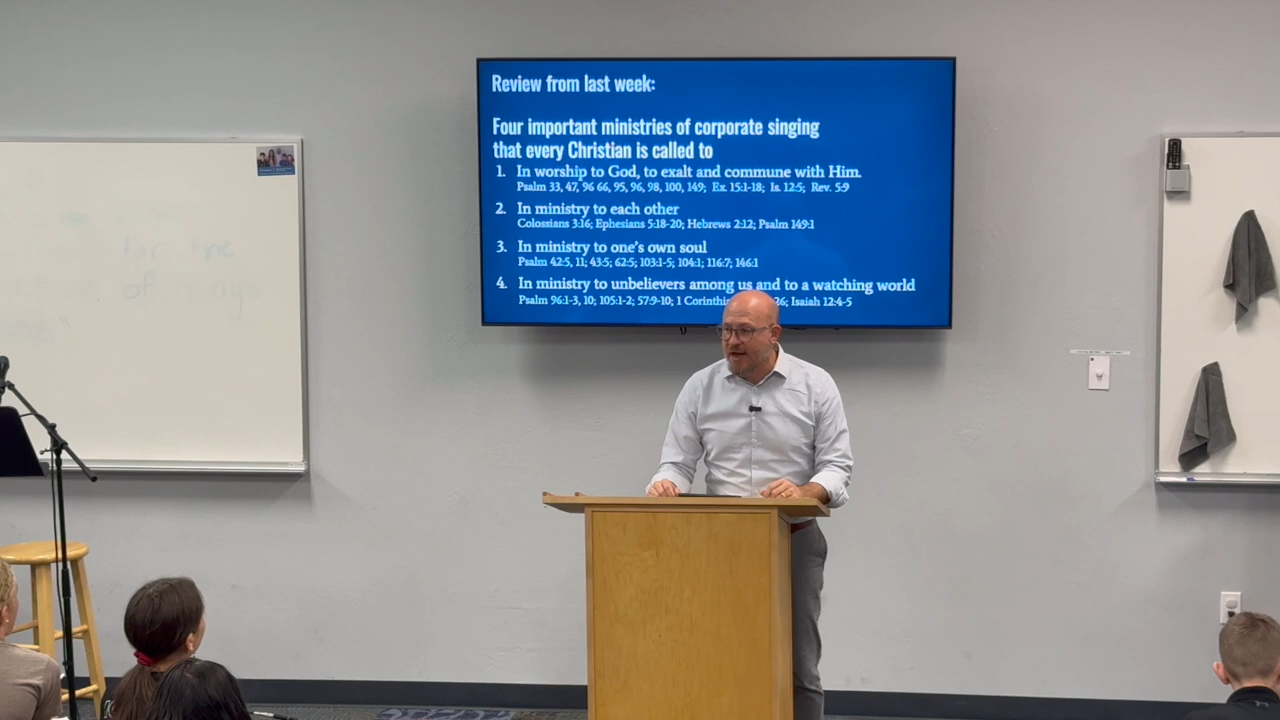 Review from last week:
Four important ministries of corporate singing
that every Christian is called to
1. In worship to God, to exalt and commune with Him.
Psalm 33, 47, 96 66, 95, 96, 98, 100, 149; Ex. 15:1-18; Is. 12:5; Rev. 5:9
2. In ministry to each other
Colossians 3:16; Ephesians 5:18-20; Hebrews 2:12; Psalm 149:1
3. In ministry to one's own soul
Psalm 42:5, 11; 43:5; 62:5; 103:1-5; 104:1; 116:7; 146:1
4. In ministry to unbelievers among us and to a watching world
Psalm 96:1-3, 10; 105:1-2; 57:9-10; 1 Corinthi 26; Isaiah 12:4-5
for the
of